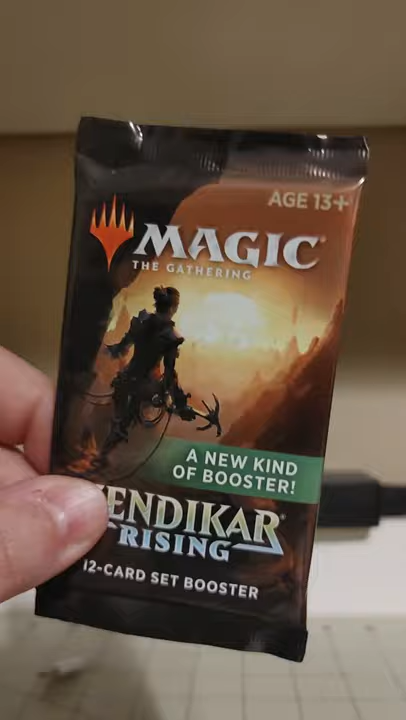 AGE 13+
MAGIC
THE GATHERING
A NEW KIND
OF BOOSTER!
ENDIKAR
RISING
12-CARD SET BOOSTER